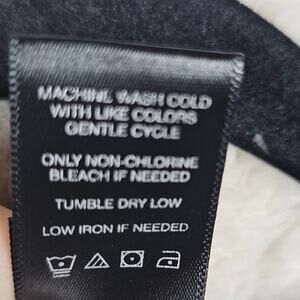 MACHINE WASH COLD
WITH LIKE COLORS
GENTLE CYCLE
ONLY NON-CHLORINE
BLEACH IF NEEDED
TUMBLE DRY LOW
LOW IRON IF NEEDED